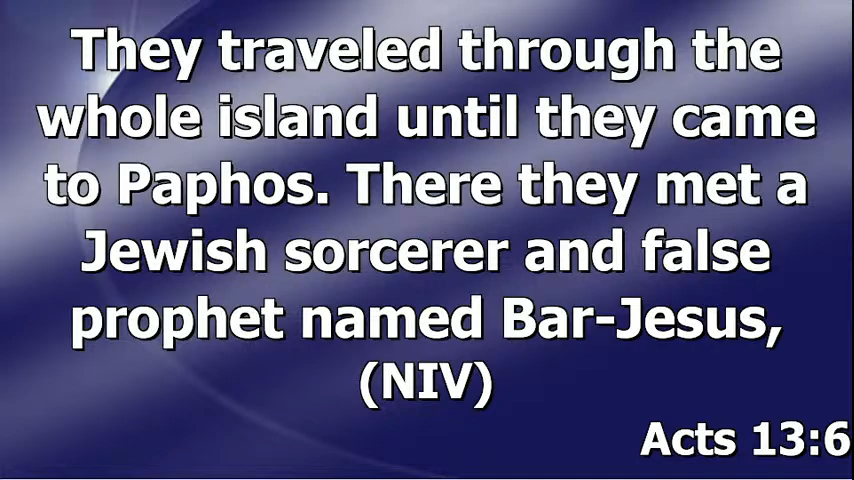 They traveled through the
whole island until they came
to Paphos. There they met a
Jewish sorcerer and false
prophet named Bar-Jesus,
(NIV)
Acts 13:6